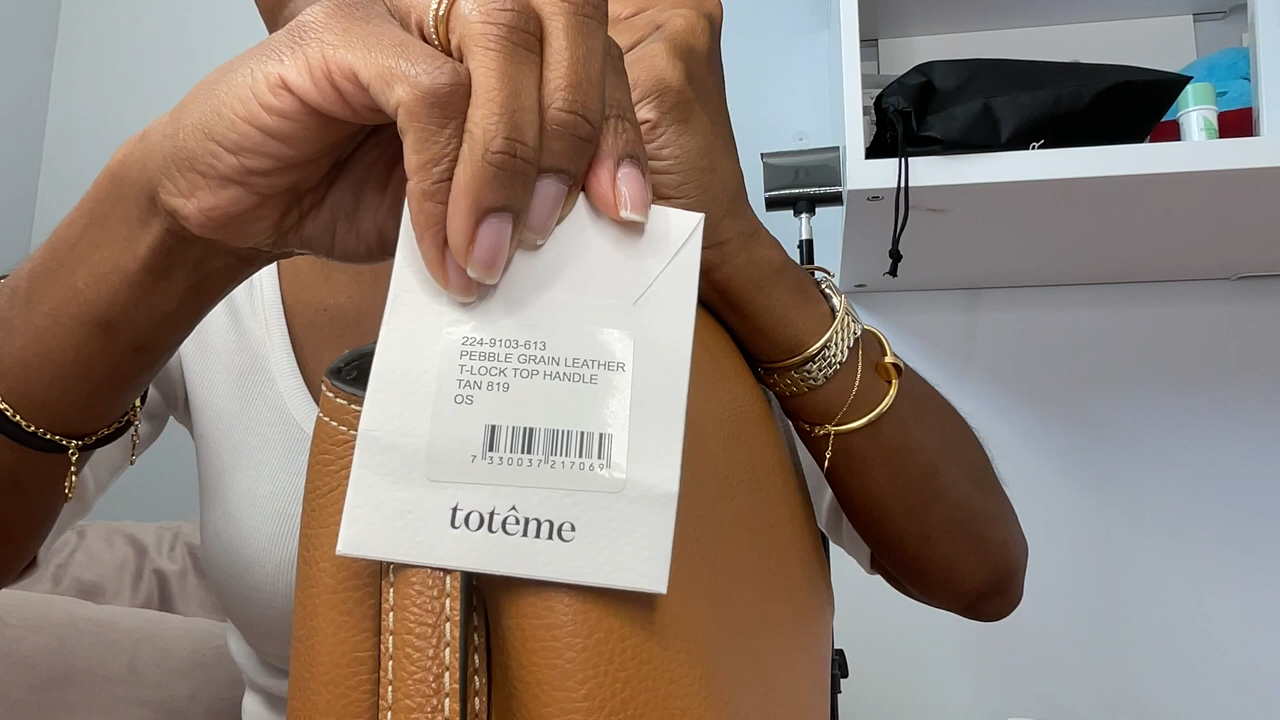 224-9103-613
PEBBLE GRAIN LEATHER
T-LOCK TOP HANDLE
TAN 819
OS
7 330037 217069
totême
R